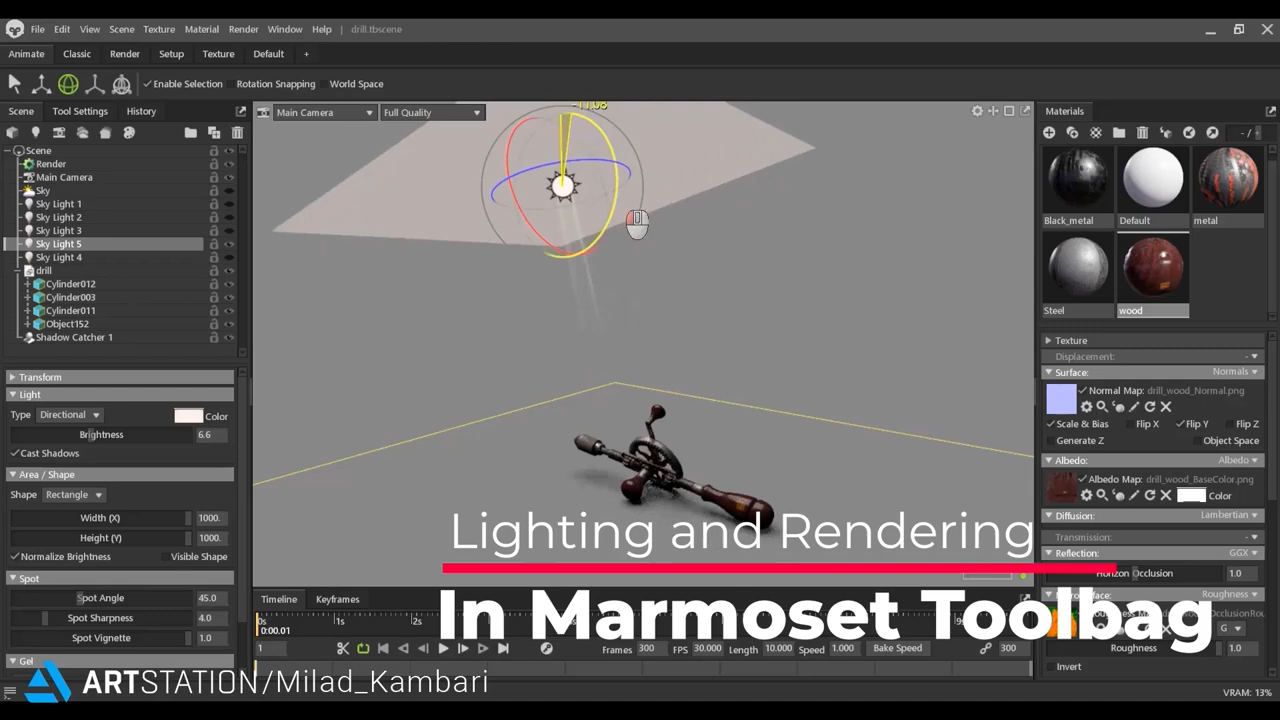 File Edit View Scene Texture Material Render Window Help drill.tbscene
Animate Classic Render Setup Texture Default +
Enable Selection Rotation Snapping World Space
Scene Tool Settings History
Main Camera Full Quality
-11.08
Materials
Scene
Render
Main Camera
Sky
Sky Light 1
Sky Light 2
Sky Light 3
Sky Light 5
Sky Light 4
drill
Cylinder012
Cylinder003
Cylinder011
Object152
Shadow Catcher 1
Transform
Light
Type Directional Color
Brightness 6.6
Cast Shadows
Area / Shape
Shape Rectangle
Width (X) 1000.
Height (Y) 1000.
Normalize Brightness Visible Shape
Spot
Spot Angle 45.0
Spot Sharpness 4.0
Spot Vignette 1.0
Gel
Black_metal Default metal
Steel wood
Texture
Displacement:
Surface: Normals
Normal Map: drill_wood_Normal.png
Scale & Bias Flip X Flip Y Flip Z
Generate Z Object Space
Albedo: Albedo
Albedo Map: drill_wood_BaseColor.png
Color
Diffusion: Lambertian
Transmission:
Reflection: GGX
Horizon Occlusion 1.0
Roughness
G
Roughness 1.0
Invert
Lighting and Rendering
In Marmoset Toolbag
Timeline Keyframes
0s 1s 2s
0:00.01
1 Frames 300 FPS 30.000 Length 10.000 Speed 1.000 Bake Speed 300
ARTSTATION/Milad_Kambari
VRAM: 13%